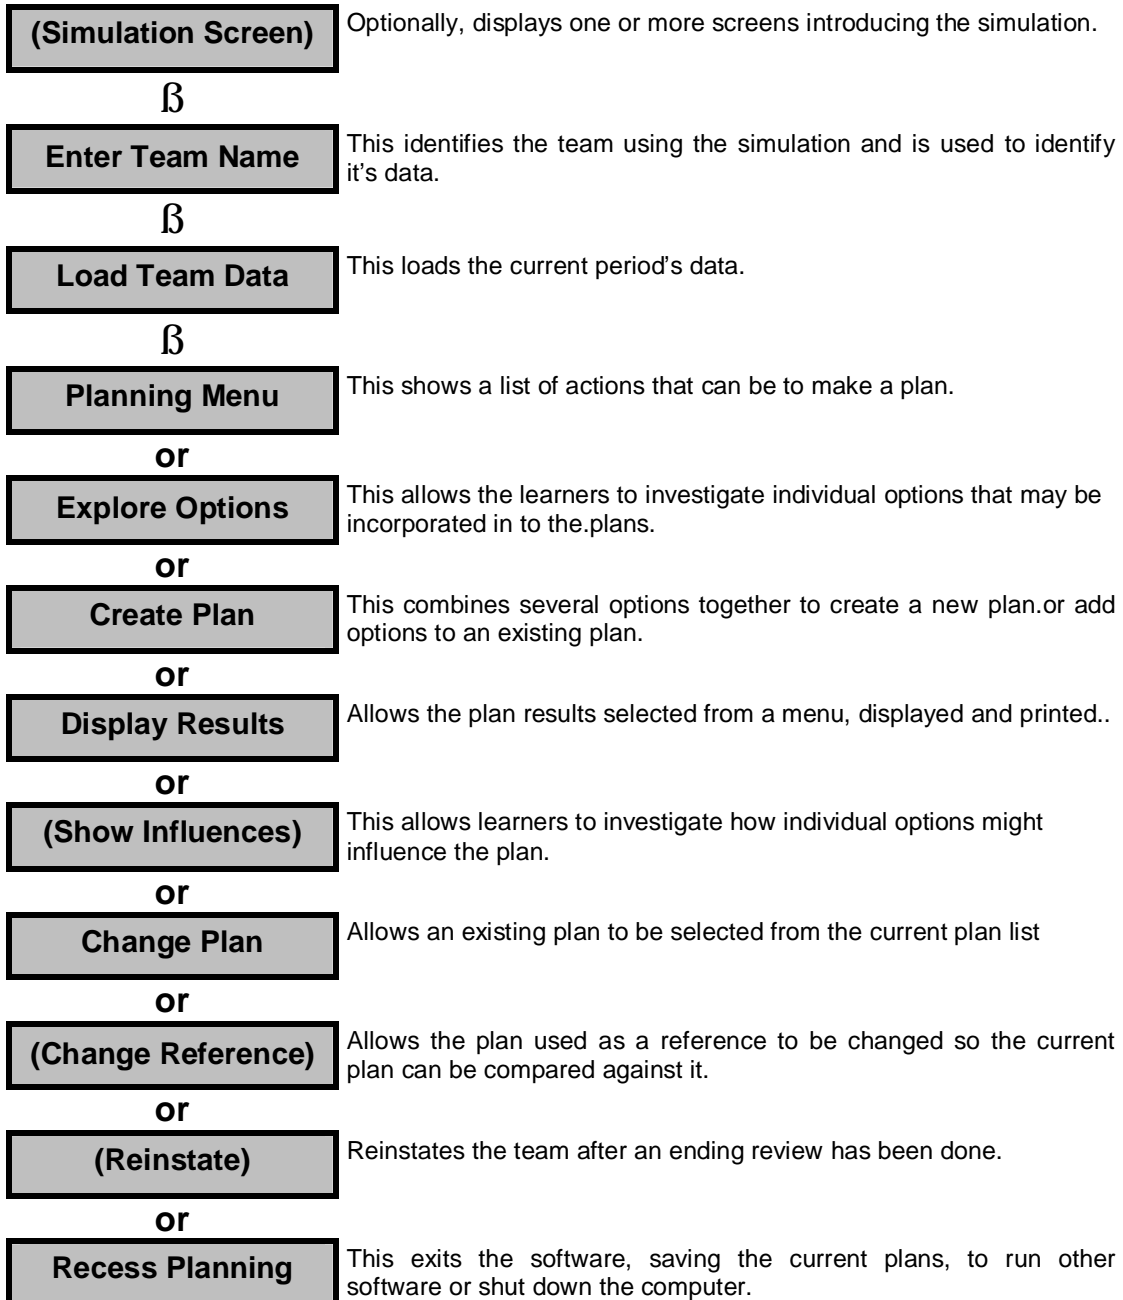 (Simulation Screen)
Optionally, displays one or more screens introducing the simulation.
ß
Enter Team Name
This identifies the team using the simulation and is used to identify
it's data.
ß
Load Team Data
This loads the current period's data.
ß
Planning Menu
This shows a list of actions that can be to make a plan.
or
Explore Options
This allows the learners to investigate individual options that may be
incorporated in to the.plans.
or
Create Plan
This combines several options together to create a new plan.or add
options to an existing plan.
or
Display Results
Allows the plan results selected from a menu, displayed and printed..
or
(Show Influences)
This allows learners to investigate how individual options might
influence the plan.
or
Change Plan
Allows an existing plan to be selected from the current plan list
or
(Change Reference)
Allows the plan used as a reference to be changed so the current
plan can be compared against it.
or
(Reinstate)
Reinstates the team after an ending review has been done.
or
Recess Planning
This exits the software, saving the current plans, to run other
software or shut down the computer.